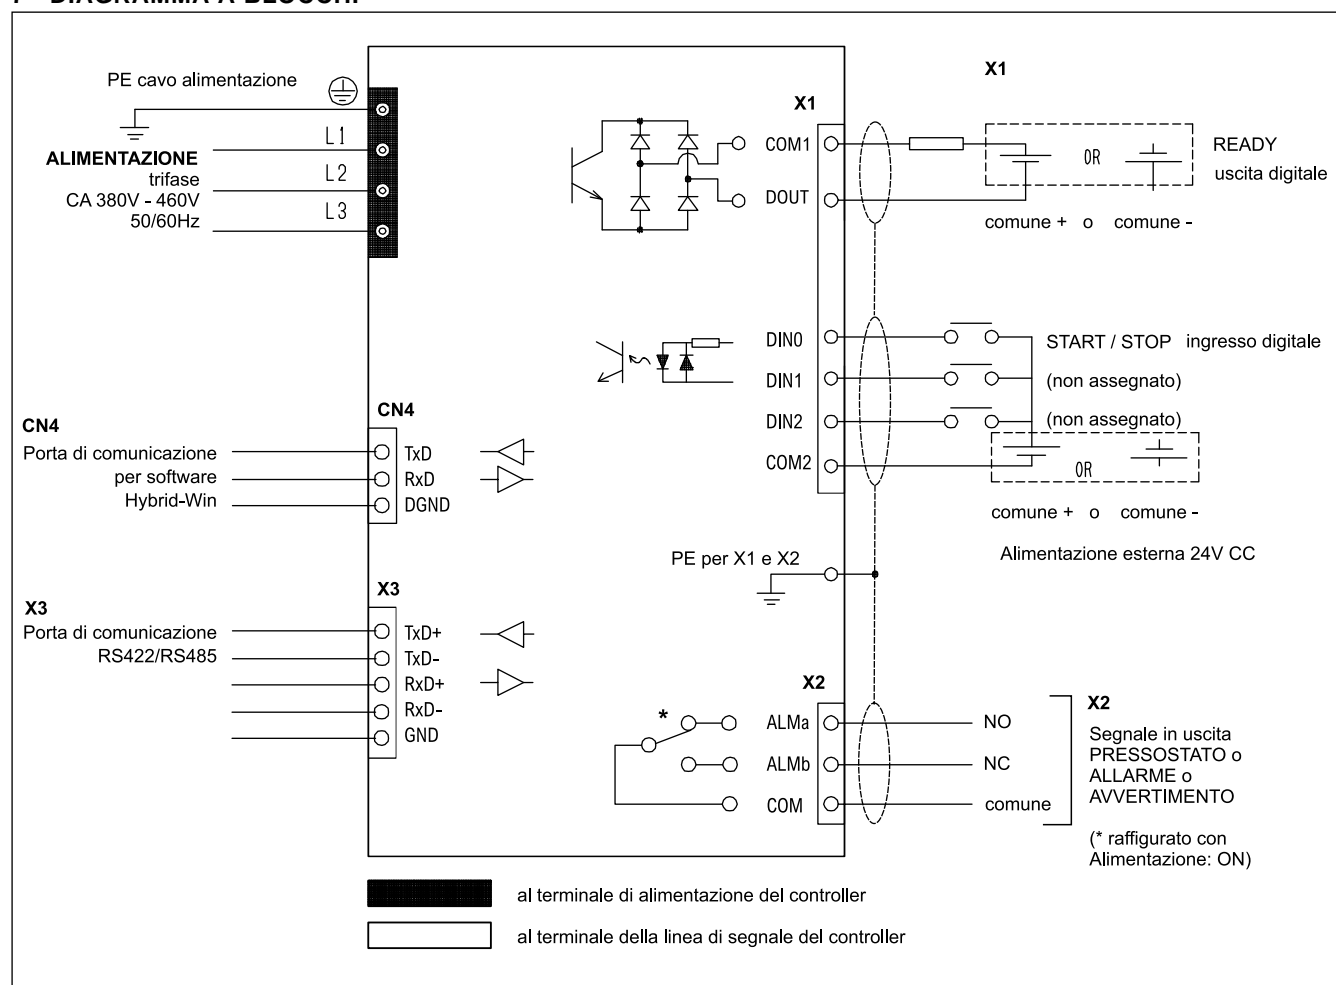 PE cavo alimentazione
L1
ALIMENTAZIONE
trifase
L2
CA 380V - 460V
50/60Hz
L3
X1
X1
COM1
OR
READY
uscita digitale
DOUT
comune + o comune -
DIN0
START / STOP ingresso digitale
DIN1
(non assegnato)
DIN2
(non assegnato)
COM2
OR
comune + o comune -
Alimentazione esterna 24V CC
CN4
CN4
Porta di comunicazione
per software
Hybrid-Win
TxD
RxD
DGND
PE per X1 e X2
X3
X3
Porta di comunicazione
RS422/RS485
TxD+
TxD-
RxD+
RxD-
GND
X2
*
ALMa
NO
ALMb
NC
COM
comune
X2
Segnale in uscita
PRESSOSTATO o
ALLARME o
AVVERTIMENTO
(* raffigurato con
Alimentazione: ON)
al terminale di alimentazione del controller
al terminale della linea di segnale del controller